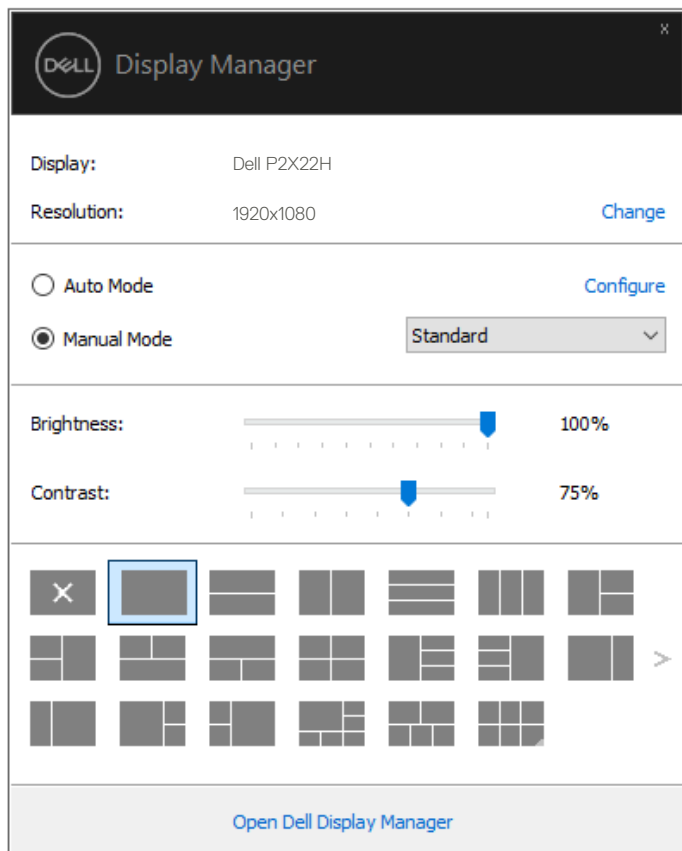 x
DELL Display Manager
Display: Dell P2X22H
Resolution: 1920x1080 Change
Auto Mode Configure
Manual Mode Standard
Brightness: 100%
Contrast: 75%
Open Dell Display Manager